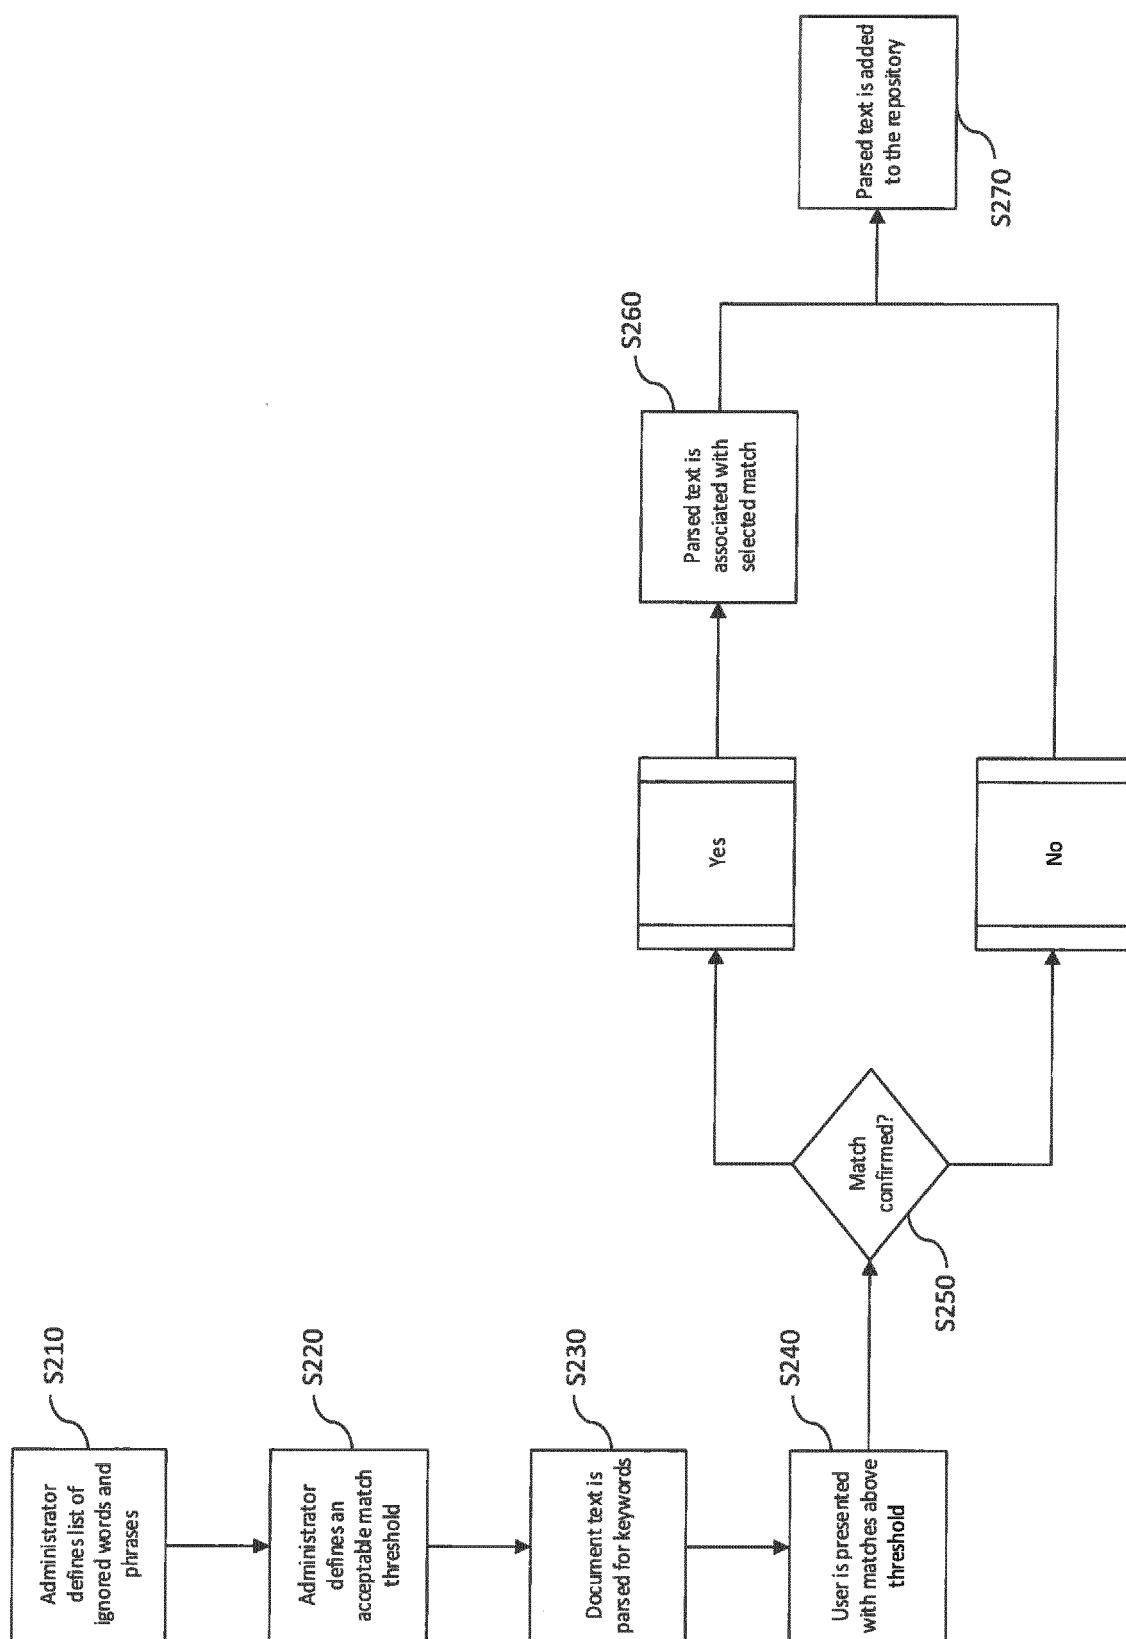 Administrator
defines list of
ignored words and
phrases
S210
Administrator
defines an
acceptable match
threshold
S220
Document text is
parsed for keywords
S230
User is presented
with matches above
threshold
S240
Match
confirmed?
S250
Yes
No
Parsed text is
associated with
selected match
S260
Parsed text is added
to the repository
S270